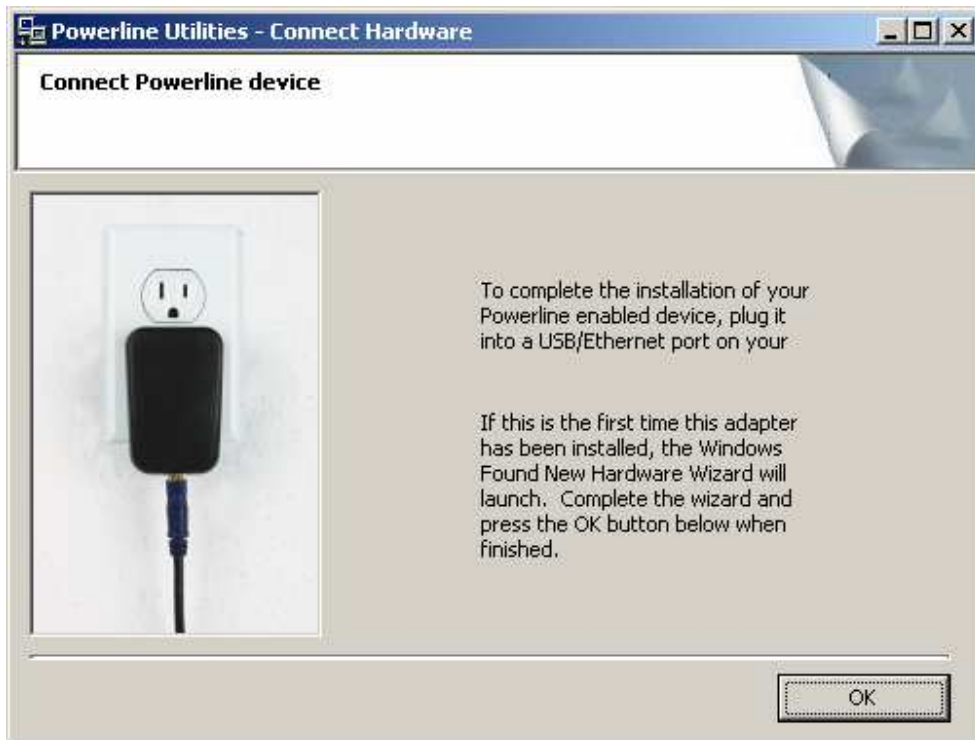 Powerline Utilities - Connect Hardware
Connect Powerline device
To complete the installation of your
Powerline enabled device, plug it
into a USB/Ethernet port on your
If this is the first time this adapter
has been installed, the Windows
Found New Hardware Wizard will
launch.  Complete the wizard and
press the OK button below when
finished.
OK